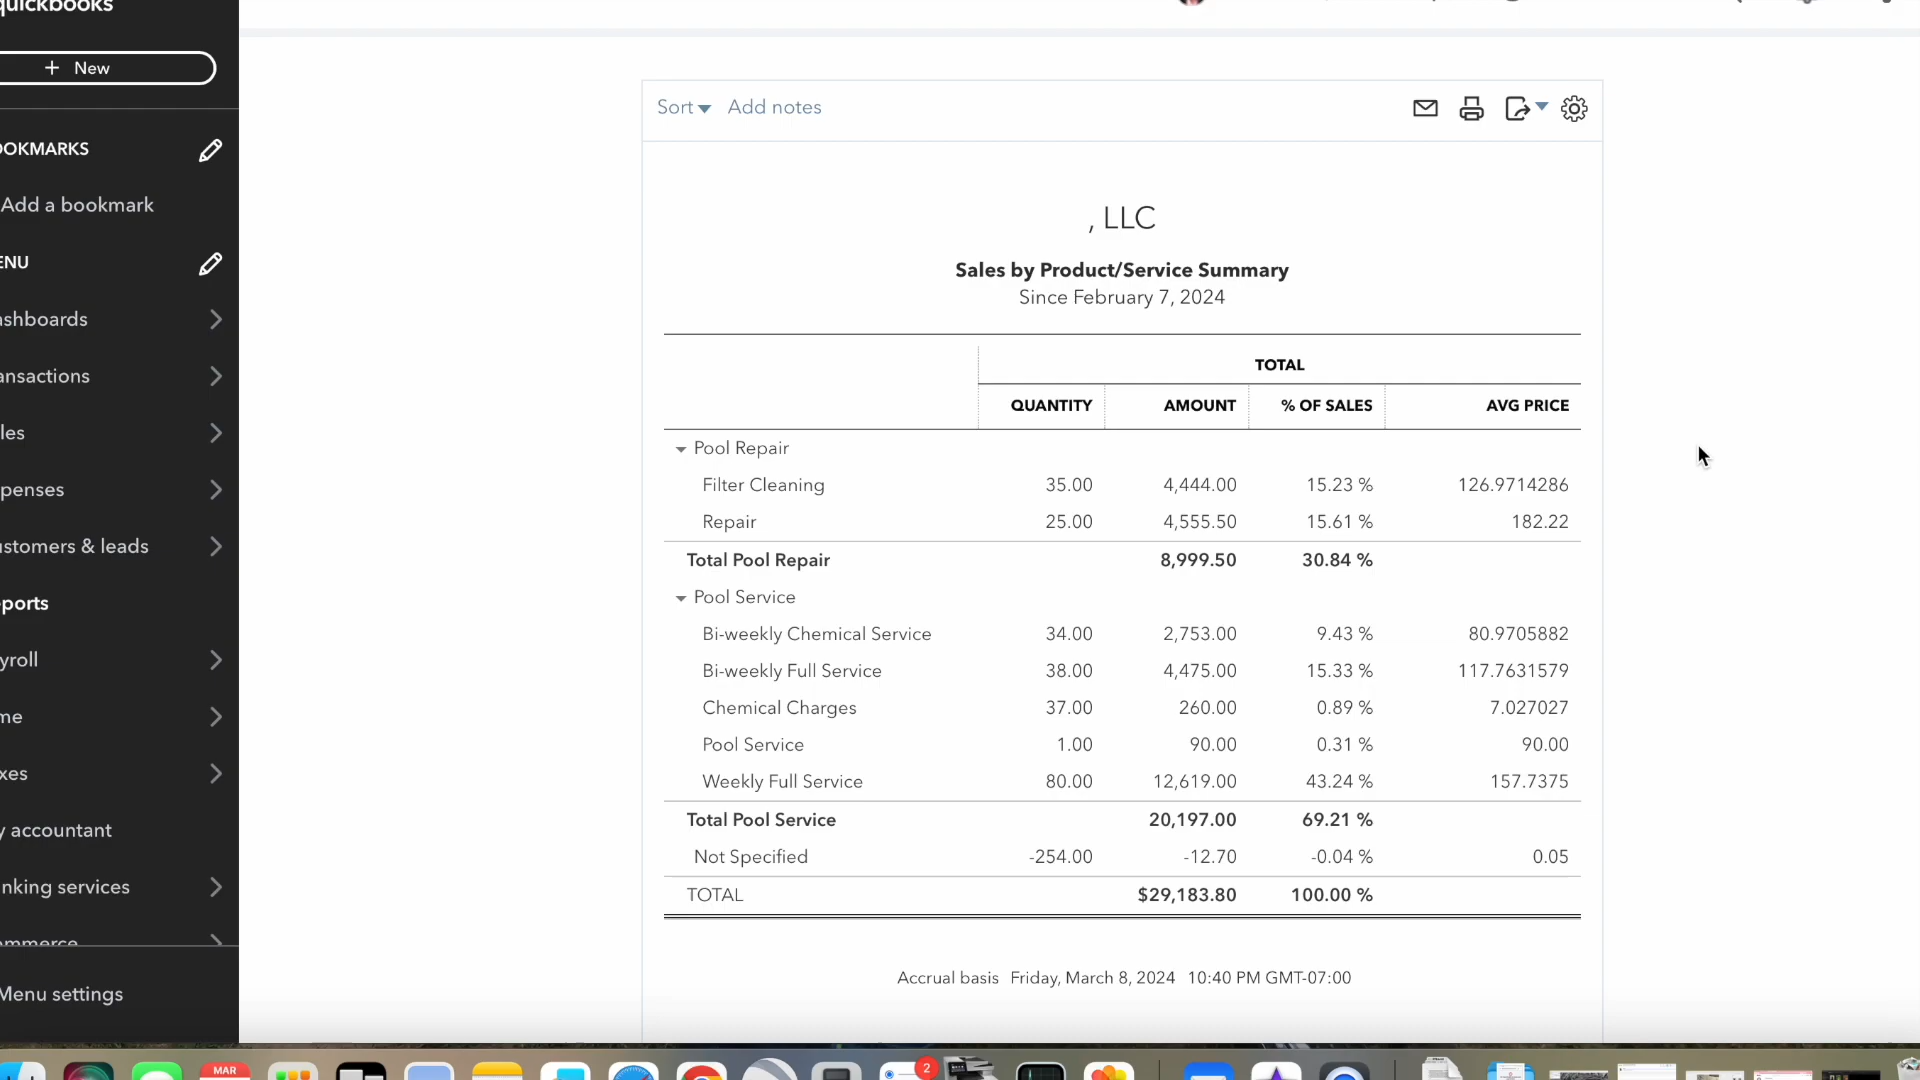 quickbooks
+ New
OOKMARKS
Add a bookmark
ENU
ashboards
ansactions
les
penses
ustomers & leads
ports
yroll
me
xes
y accountant
nking services
ommerce
Menu settings
Sort Add notes
, LLC
Sales by Product/Service Summary
Since February 7, 2024
TOTAL
QUANTITY AMOUNT % OF SALES AVG PRICE
Pool Repair
Filter Cleaning 35.00 4,444.00 15.23 % 126.9714286
Repair 25.00 4,555.50 15.61 % 182.22
Total Pool Repair 8,999.50 30.84 %
Pool Service
Bi-weekly Chemical Service 34.00 2,753.00 9.43 % 80.9705882
Bi-weekly Full Service 38.00 4,475.00 15.33 % 117.7631579
Chemical Charges 37.00 260.00 0.89 % 7.027027
Pool Service 1.00 90.00 0.31 % 90.00
Weekly Full Service 80.00 12,619.00 43.24 % 157.7375
Total Pool Service 20,197.00 69.21 %
Not Specified -254.00 -12.70 -0.04 % 0.05
TOTAL $29,183.80 100.00 %
Accrual basis Friday, March 8, 2024 10:40 PM GMT-07:00
MAR
2